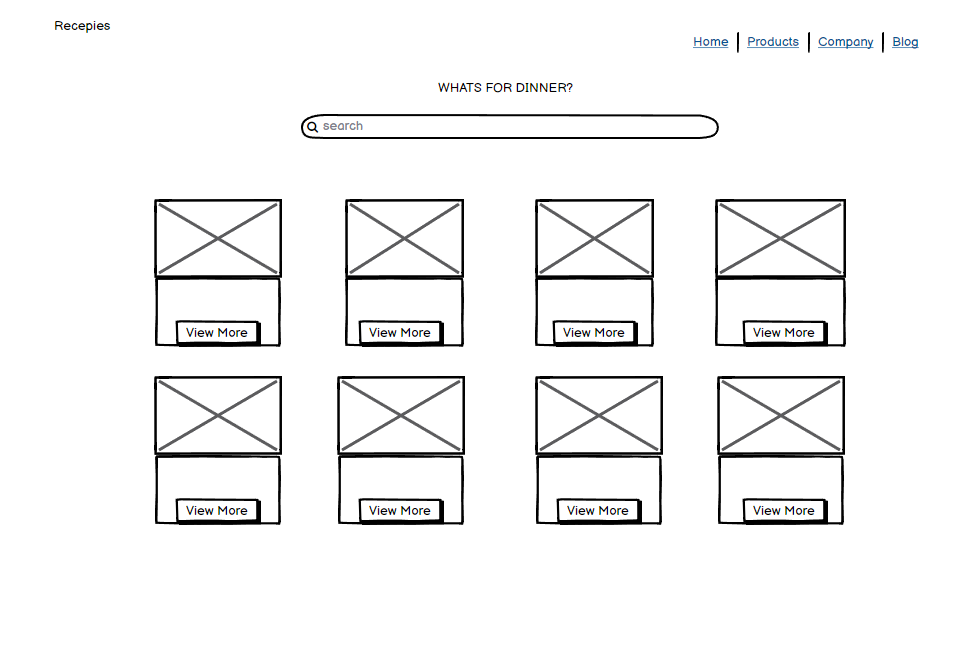 Recepies
Home Products Company Blog
WHATS FOR DINNER?
search
View More View More View More View More
View More View More View More View More